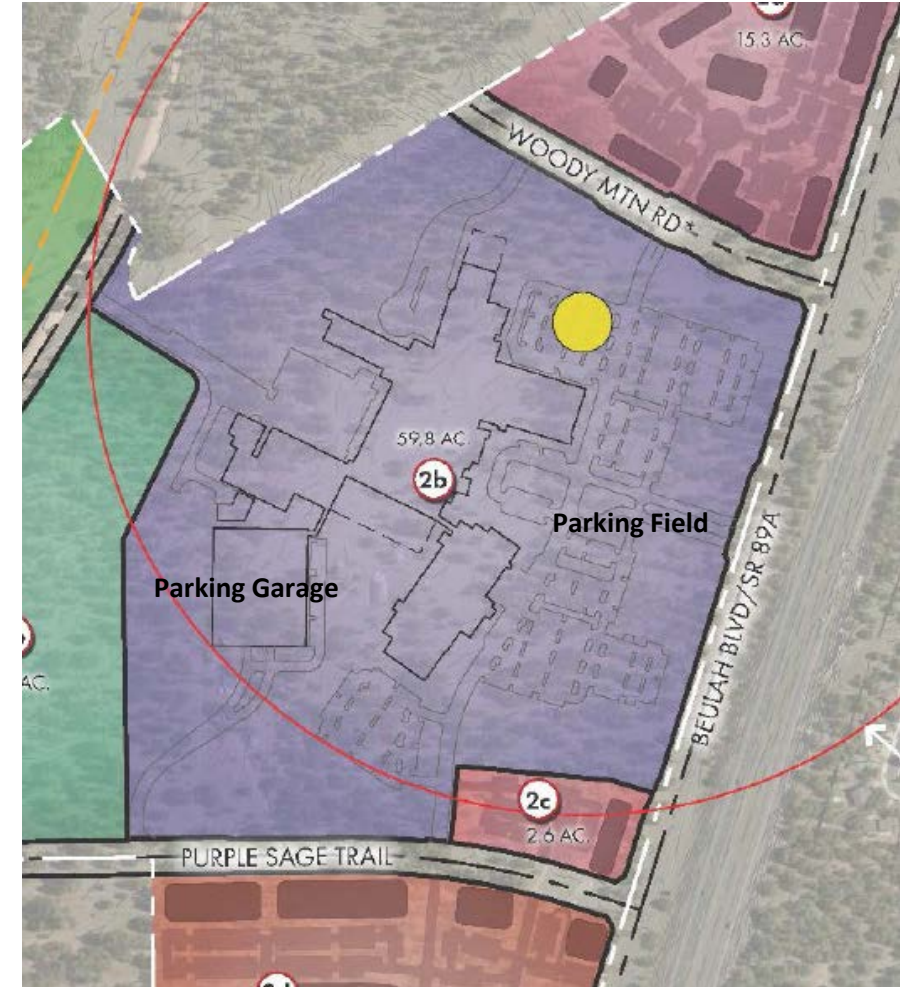 15.3 AC.
WOODY MTN RD*
59.8 AC.
2b
Parking Field
Parking Garage
BEULAH BLVD/SR 89A
AC.
2c
2.6 AC.
PURPLE SAGE TRAIL